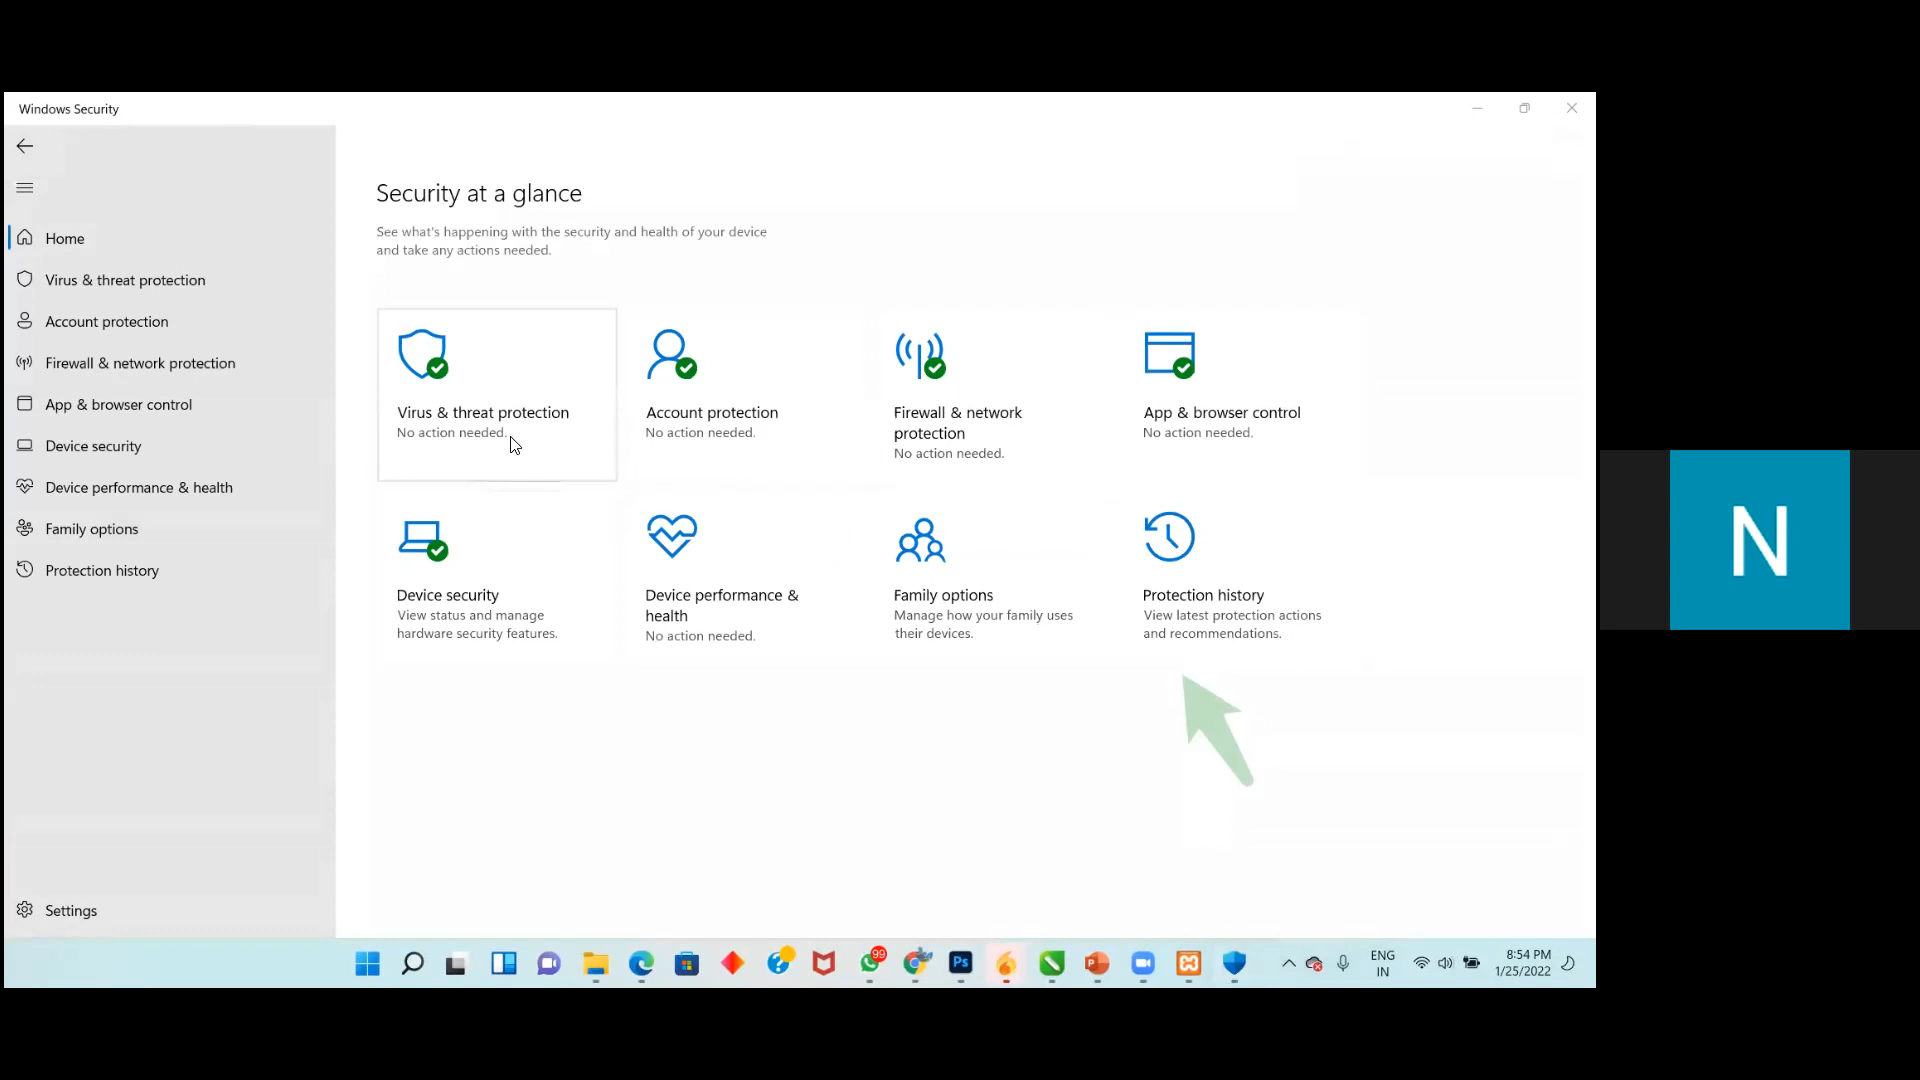 Windows Security
Home
Virus & threat protection
Account protection
Firewall & network protection
App & browser control
Device security
Device performance & health
Family options
Protection history
Settings
Security at a glance
See what's happening with the security and health of your device
and take any actions needed.
Virus & threat protection
No action needed.
Account protection
No action needed.
Firewall & network
protection
No action needed.
App & browser control
No action needed.
Device security
View status and manage
hardware security features.
Device performance &
health
No action needed.
Family options
Manage how your family uses
their devices.
Protection history
View latest protection actions
and recommendations.
99
Ps
ENG
IN
8:54 PM
1/25/2022
N